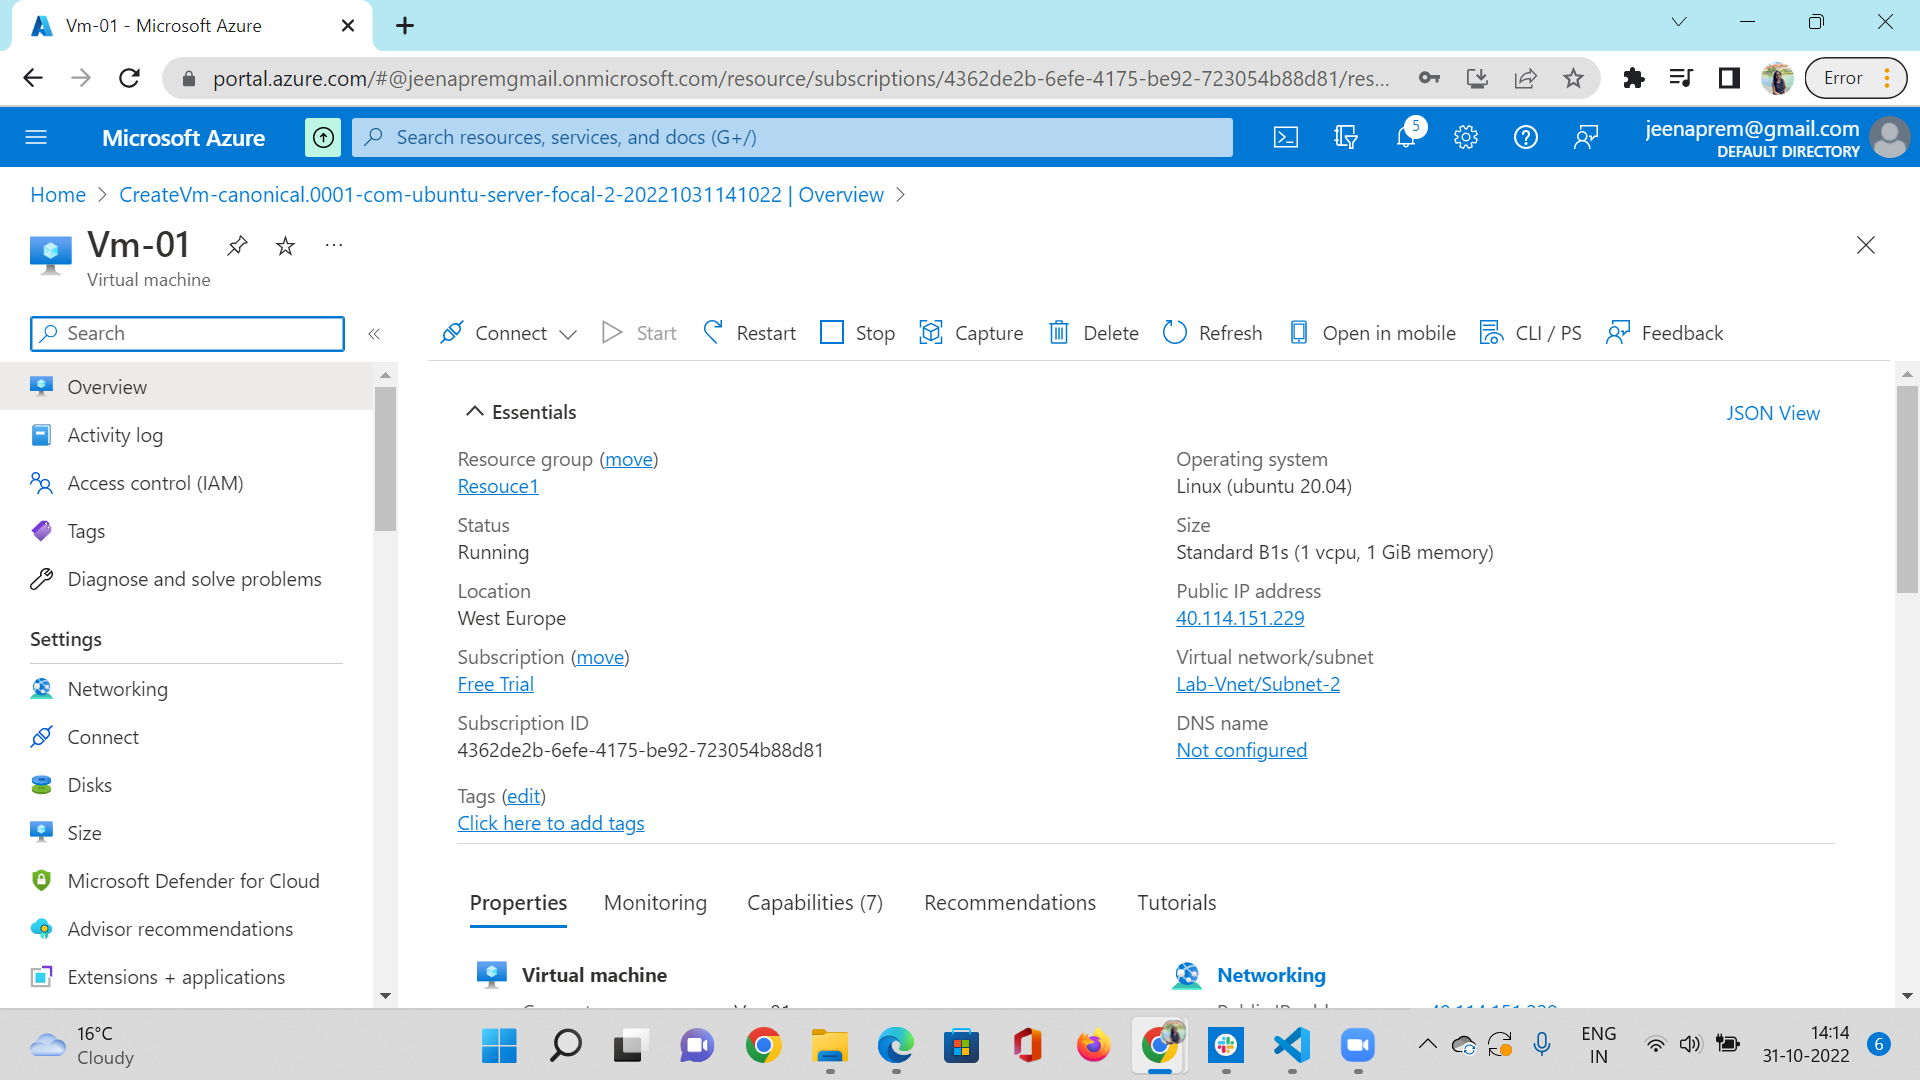 Vm-01 - Microsoft Azure
portal.azure.com/#@jeenapremgmail.onmicrosoft.com/resource/subscriptions/4362de2b-6efe-4175-be92-723054b88d81/res...
Error
Microsoft Azure
Search resources, services, and docs (G+/)
5
jeenaprem@gmail.com
DEFAULT DIRECTORY
Home > CreateVm-canonical.0001-com-ubuntu-server-focal-2-20221031141022 | Overview >
Vm-01
Virtual machine
Search
Connect
Start
Restart
Stop
Capture
Delete
Refresh
Open in mobile
CLI / PS
Feedback
Overview
Activity log
Access control (IAM)
Tags
Diagnose and solve problems
Settings
Networking
Connect
Disks
Size
Microsoft Defender for Cloud
Advisor recommendations
Extensions + applications
Essentials
JSON View
Resource group (move)
Resouce1
Status
Running
Location
West Europe
Subscription (move)
Free Trial
Subscription ID
4362de2b-6efe-4175-be92-723054b88d81
Tags (edit)
Click here to add tags
Operating system
Linux (ubuntu 20.04)
Size
Standard B1s (1 vcpu, 1 GiB memory)
Public IP address
40.114.151.229
Virtual network/subnet
Lab-Vnet/Subnet-2
DNS name
Not configured
Properties
Monitoring
Capabilities (7)
Recommendations
Tutorials
Virtual machine
Networking
16°C
Cloudy
ENG
IN
14:14
31-10-2022
6